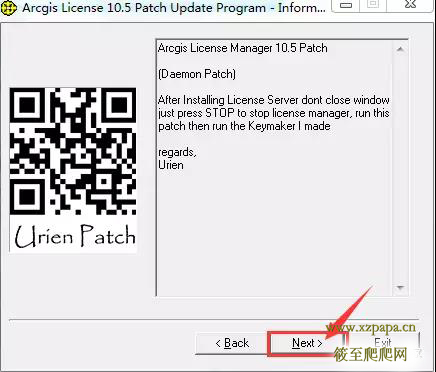 Arcgis License 10.5 Patch Update Program - Inform...
Arcgis License Manager 10.5 Patch
(Daemon Patch)
After Installing License Server dont close window
just press STOP to stop license manager, run this
patch then run the Keymaker I made
regards,
Urien
Urien Patch
< Back
Next >
Exit
www.xzpapa.cn
筱至爬爬网